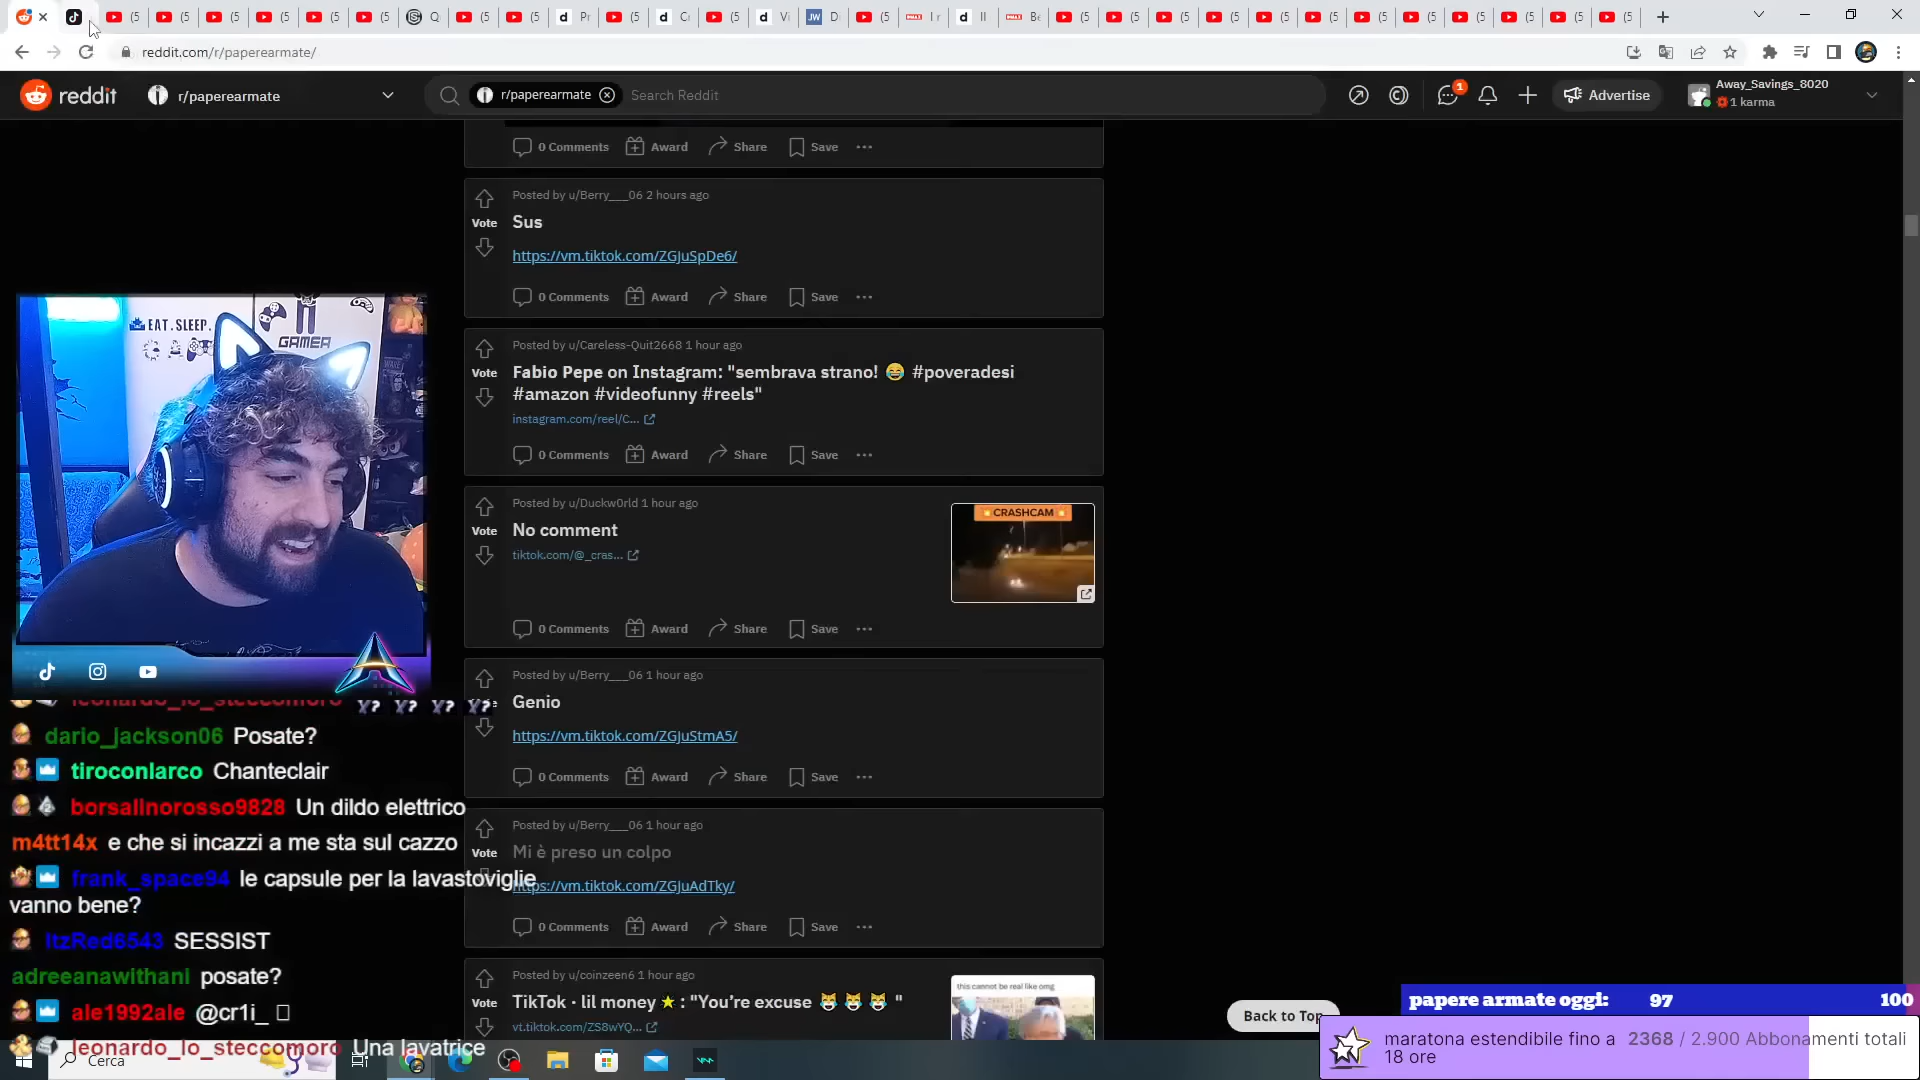 reddit.com/r/paperearmate/
reddit
r/paperearmate
r/paperearmate
Search Reddit
1
Advertise
Away_Savings_8020
1 karma
0 Comments Award Share Save
Posted by u/Berry___06 2 hours ago
Vote
Sus
https://vm.tiktok.com/ZGJuSpDe6/
0 Comments Award Share Save
Posted by u/Careless-Quit2668 1 hour ago
Vote
Fabio Pepe on Instagram: "sembrava strano! 😂 #poveradesi
#amazon #videofunny #reels"
instagram.com/reel/C...
0 Comments Award Share Save
Posted by u/Duckw0rld 1 hour ago
Vote
No comment
tiktok.com/@_cras...
CRASHCAM
0 Comments Award Share Save
Posted by u/Berry___06 1 hour ago
Genio
https://vm.tiktok.com/ZGJuStmA5/
0 Comments Award Share Save
Posted by u/Berry___06 1 hour ago
Vote
Mi è preso un colpo
https://vm.tiktok.com/ZGJuAdTky/
0 Comments Award Share Save
Posted by u/coinzeen6 1 hour ago
Vote
TikTok · lil money⭐: "You're excuse 😹 😹 😹 "
vt.tiktok.com/ZS8wYQ...
this cannot be real like omg
Back to Top
EAT.SLEEP.
GAMER
leonardo_lo_steccomoro
dario_jackson06 Posate?
tiroconlarco Chanteclair
borsalinorosso9828 Un dildo elettrico
m4tt14x e che si incazzi a me sta sul cazzo
frank_space94 le capsule per la lavastoviglie
vanno bene?
ItzRed6543 SESSIST
adreeanawithani posate?
ale1992ale @cr1i_
leonardo_lo_steccomoro Una lavatrice
Cerca
papere armate oggi: 97 100
maratona estendibile fino a
18 ore
2368 / 2.900 Abbonamenti totali